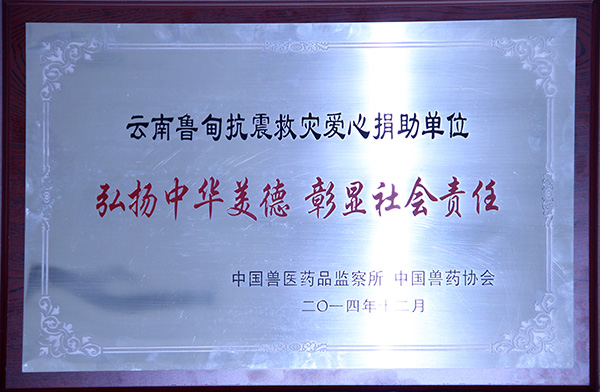 云南鲁甸抗震救灾爱心捐助单位
弘扬中华美德 彰显社会责任
中国兽医药品监察所 中国兽药协会
二〇一四年十二月